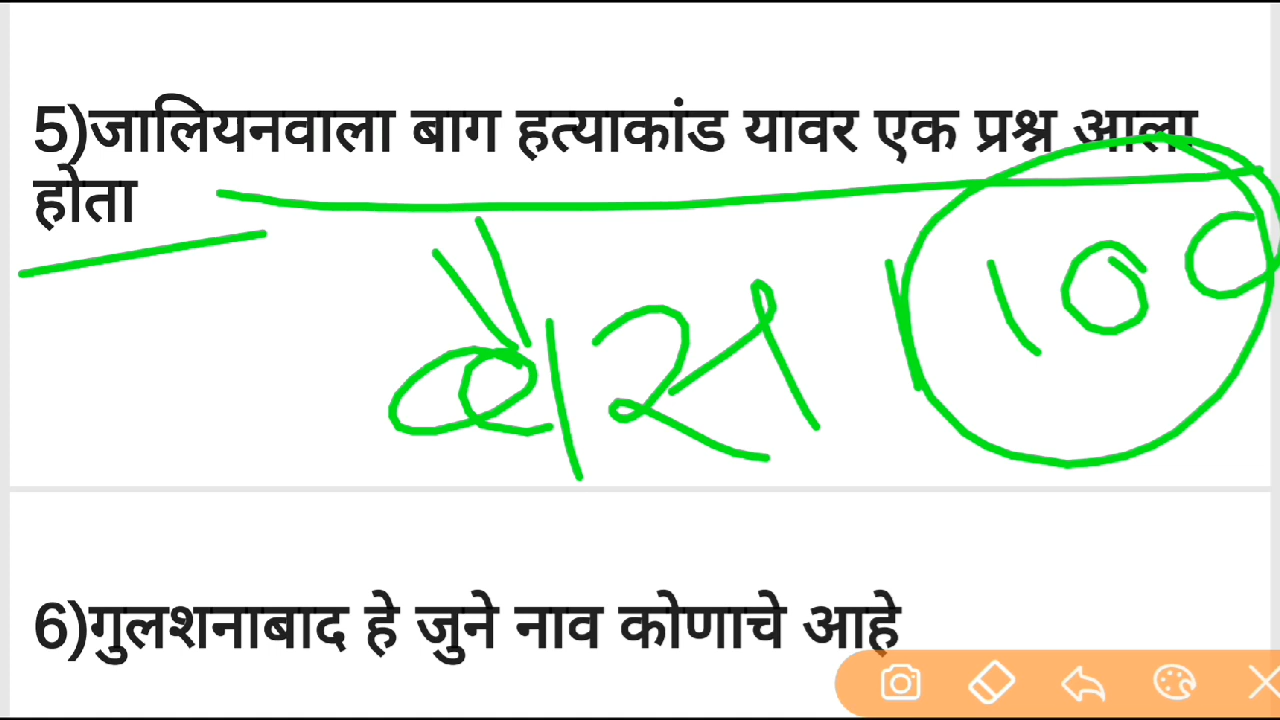 5)जालियनवाला बाग हत्याकांड यावर एक प्रश्न आला
होता
100
6)गुलशनाबाद हे जुने नाव कोणाचे आहे